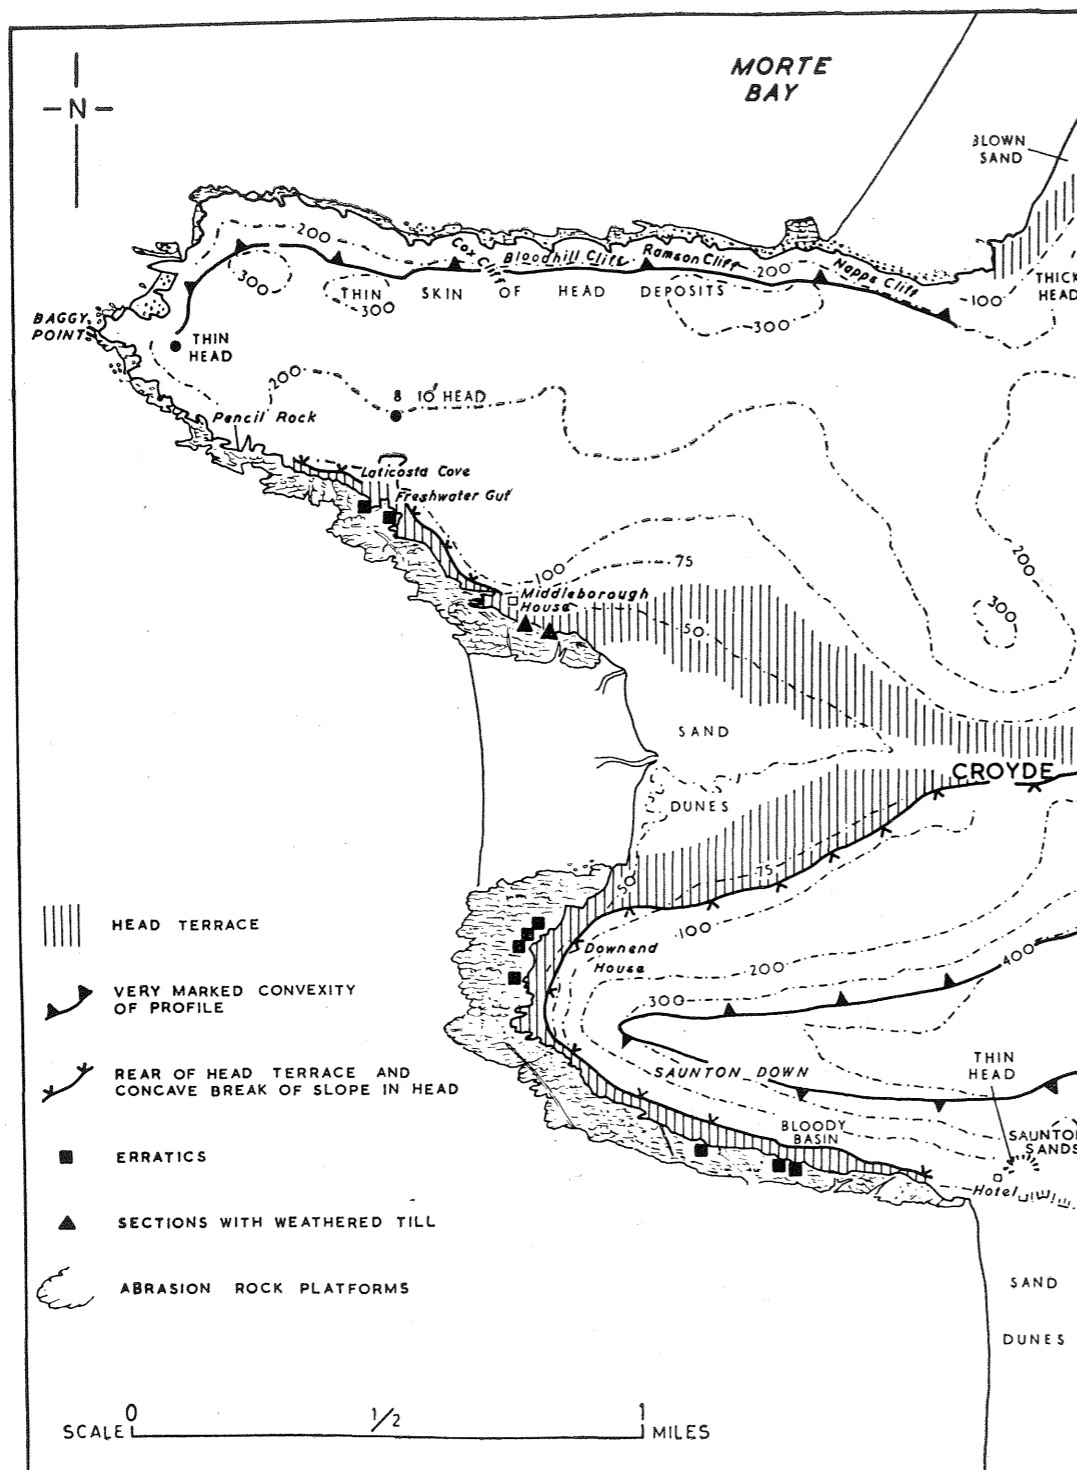 MORTE
BAY
N
BLOWN
SAND
200
Cox Cliff
Bloodhill Cliff
Ramson Cliff
200
Napps Cliff
300
THIN SKIN OF HEAD DEPOSITS
300
300
100
THICK
HEAD
BAGGY
POINT
THIN
HEAD
200
8 10' HEAD
Pencil Rock
Laticosta Cove
Freshwater Gut
200
100
75
Middleborough
House
50
300
SAND
CROYDE
DUNES
50
75
HEAD TERRACE
100
Downend
House
200
400
VERY MARKED CONVEXITY
OF PROFILE
300
REAR OF HEAD TERRACE AND
CONCAVE BREAK OF SLOPE IN HEAD
SAUNTON DOWN
THIN
HEAD
BLOODY
BASIN
SAUNTON
SANDS
ERRATICS
Hotel
SECTIONS WITH WEATHERED TILL
ABRASION ROCK PLATFORMS
SAND
DUNES
0 1/2 1
SCALE MILES